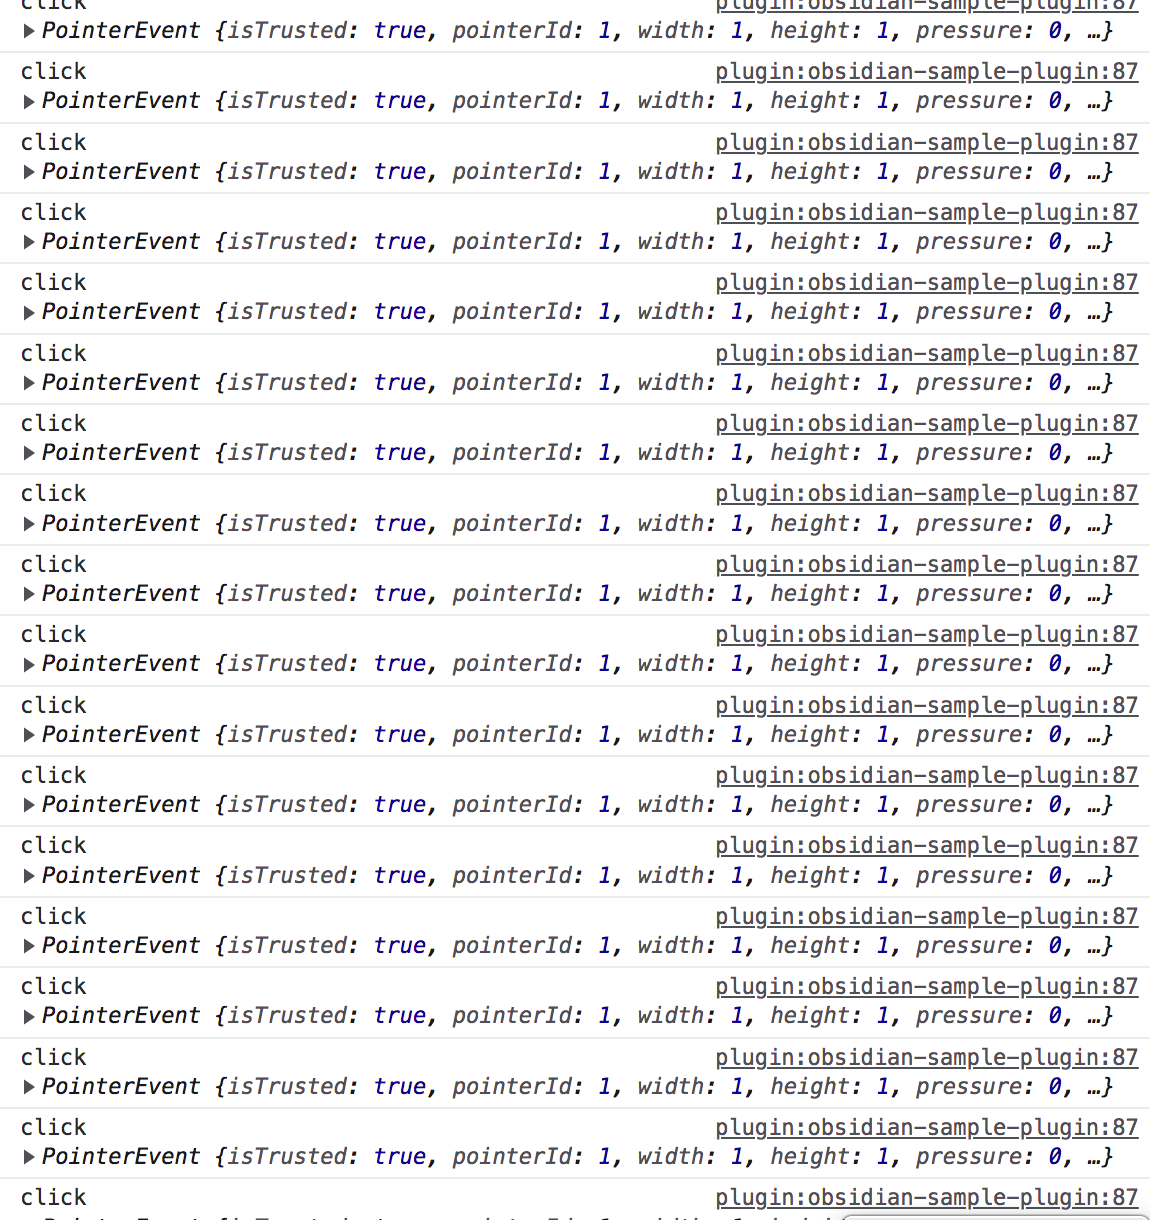 click plugin:obsidian-sample-plugin:87
PointerEvent {isTrusted: true, pointerId: 1, width: 1, height: 1, pressure: 0, …}
click plugin:obsidian-sample-plugin:87
PointerEvent {isTrusted: true, pointerId: 1, width: 1, height: 1, pressure: 0, …}
click plugin:obsidian-sample-plugin:87
PointerEvent {isTrusted: true, pointerId: 1, width: 1, height: 1, pressure: 0, …}
click plugin:obsidian-sample-plugin:87
PointerEvent {isTrusted: true, pointerId: 1, width: 1, height: 1, pressure: 0, …}
click plugin:obsidian-sample-plugin:87
PointerEvent {isTrusted: true, pointerId: 1, width: 1, height: 1, pressure: 0, …}
click plugin:obsidian-sample-plugin:87
PointerEvent {isTrusted: true, pointerId: 1, width: 1, height: 1, pressure: 0, …}
click plugin:obsidian-sample-plugin:87
PointerEvent {isTrusted: true, pointerId: 1, width: 1, height: 1, pressure: 0, …}
click plugin:obsidian-sample-plugin:87
PointerEvent {isTrusted: true, pointerId: 1, width: 1, height: 1, pressure: 0, …}
click plugin:obsidian-sample-plugin:87
PointerEvent {isTrusted: true, pointerId: 1, width: 1, height: 1, pressure: 0, …}
click plugin:obsidian-sample-plugin:87
PointerEvent {isTrusted: true, pointerId: 1, width: 1, height: 1, pressure: 0, …}
click plugin:obsidian-sample-plugin:87
PointerEvent {isTrusted: true, pointerId: 1, width: 1, height: 1, pressure: 0, …}
click plugin:obsidian-sample-plugin:87
PointerEvent {isTrusted: true, pointerId: 1, width: 1, height: 1, pressure: 0, …}
click plugin:obsidian-sample-plugin:87
PointerEvent {isTrusted: true, pointerId: 1, width: 1, height: 1, pressure: 0, …}
click plugin:obsidian-sample-plugin:87
PointerEvent {isTrusted: true, pointerId: 1, width: 1, height: 1, pressure: 0, …}
click plugin:obsidian-sample-plugin:87
PointerEvent {isTrusted: true, pointerId: 1, width: 1, height: 1, pressure: 0, …}
click plugin:obsidian-sample-plugin:87
PointerEvent {isTrusted: true, pointerId: 1, width: 1, height: 1, pressure: 0, …}
click plugin:obsidian-sample-plugin:87
PointerEvent {isTrusted: true, pointerId: 1, width: 1, height: 1, pressure: 0, …}
click plugin:obsidian-sample-plugin:87